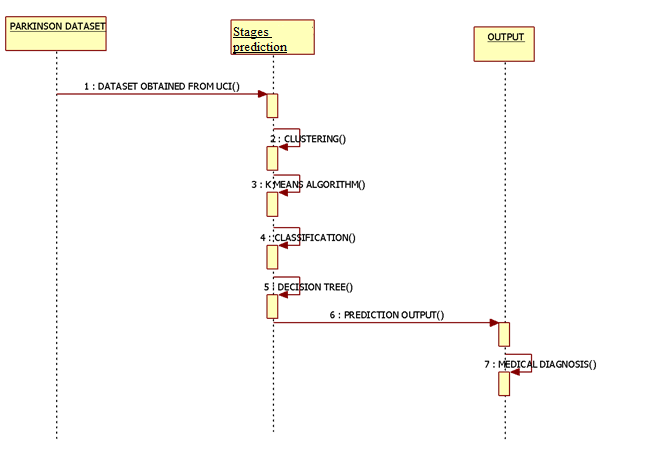 PARKINSON DATASET
Stages
prediction
OUTPUT
1 : DATASET OBTAINED FROM UCI()
2 : CLUSTERING()
3 : K MEANS ALGORITHM()
4 : CLASSIFICATION()
5 : DECISION TREE()
6 : PREDICTION OUTPUT()
7 : MEDICAL DIAGNOSIS()